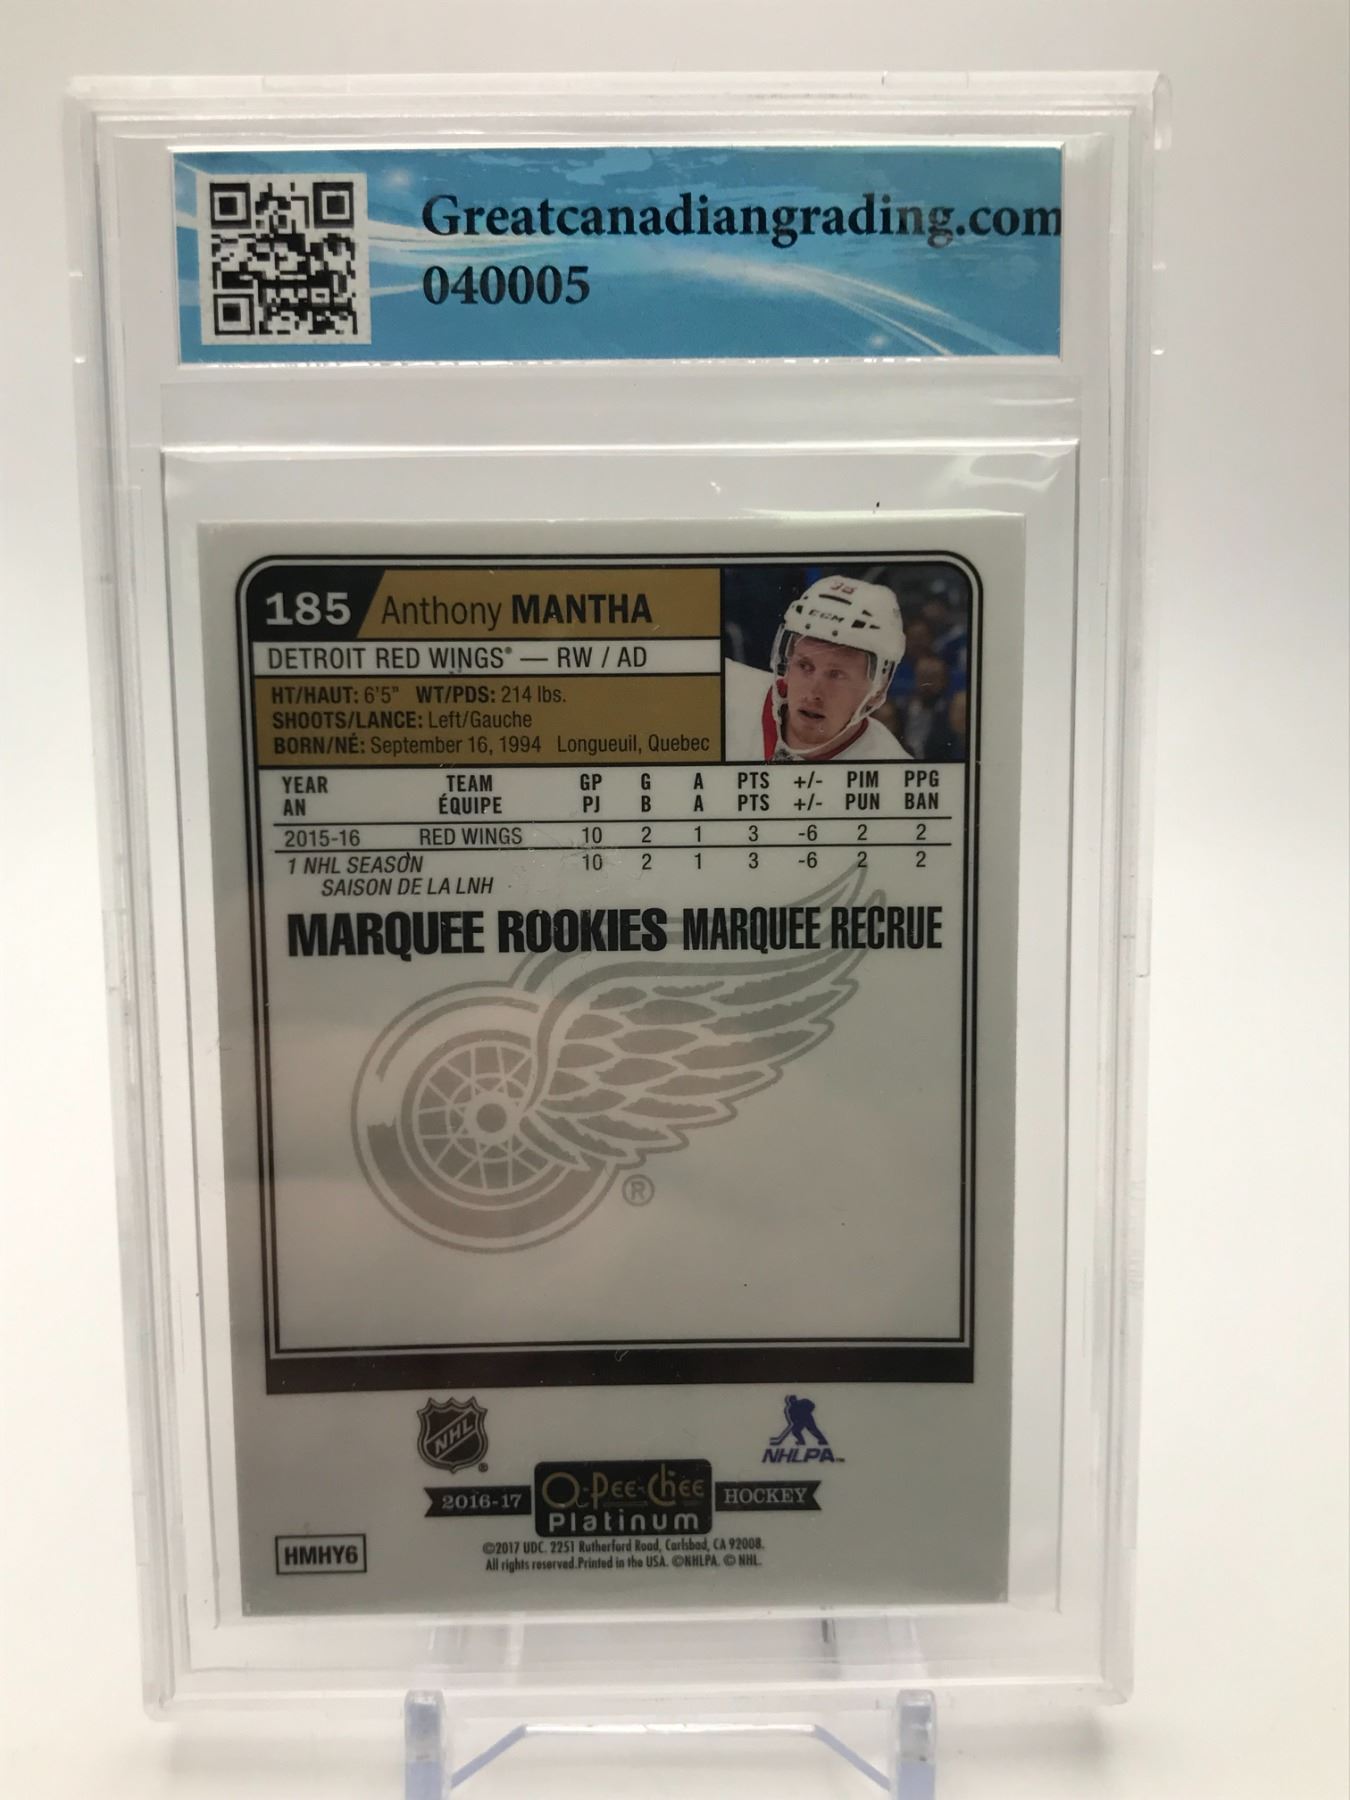 Greatcanadiangrading.com
040005
185 Anthony MANTHA
DETROIT RED WINGS® — RW / AD
HT/HAUT: 6'5" WT/PDS: 214 lbs.
SHOOTS/LANCE: Left/Gauche
BORN/NÉ: September 16, 1994 Longueuil, Quebec
CCM
YEAR TEAM GP G A PTS +/- PIM PPG
AN ÉQUIPE PJ B A PTS +/- PUN BAN
2015-16 RED WINGS 10 2 1 3 -6 2 2
1 NHL SEASON 10 2 1 3 -6 2 2
SAISON DE LA LNH
MARQUEE ROOKIES MARQUEE RECRUE
®
NHL
NHLPA™
2016-17 O-Pee-Chee HOCKEY
Platinum
HMHY6
©2017 UDC. 2251 Rutherford Road, Carlsbad, CA 92008.
All rights reserved.Printed in the USA. ©NHLPA. © NHL.